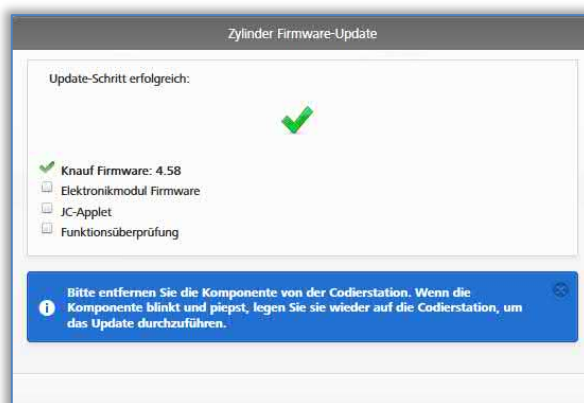 Zylinder Firmware-Update
Update-Schritt erfolgreich:
Knauf Firmware: 4.58
Elektronikmodul Firmware
JC-Applet
Funktionsüberprüfung
Bitte entfernen Sie die Komponente von der Codierstation. Wenn die
Komponente blinkt und piepst, legen Sie sie wieder auf die Codierstation, um
das Update durchzuführen.